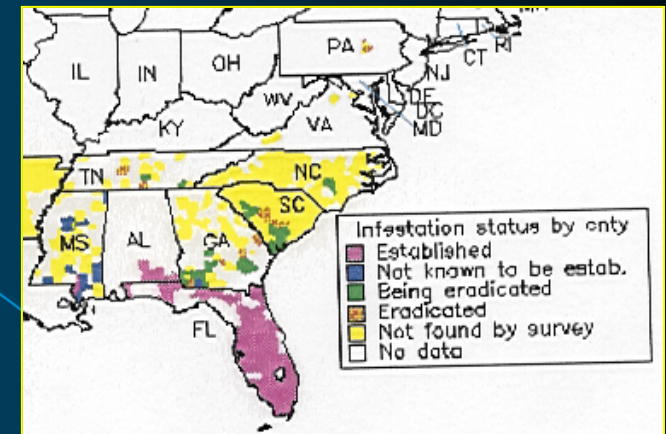 PA
RI
CT
IL
IN
OH
NJ
WV
DE
DC
MD
KY
VA
TN
NC
SC
MS
AL
GA
FL
Infestation status by cnty
Established
Not known to be estab.
Being eradicated
Eradicated
Not found by survey
No data